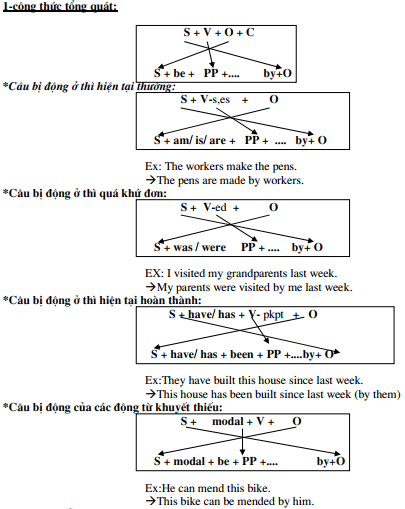 1-công thức tổng quát:
S + V + O + C
S + be + PP +.... by+O
*Câu bị động ở thì hiện tại thường:
S + V-s,es + O
S + am/ is/ are + PP + .... by+ O
Ex: The workers make the pens.
→The pens are made by workers.
*Câu bị động ở thì quá khứ đơn:
S + V-ed + O
S + was / were PP + .... by+ O
EX: I visited my grandparents last week.
→My parents were visited by me last week.
*Câu bị động ở thì hiện tại hoàn thành:
S + have/ has + V- pkpt + O
S + have/ has + been + PP +....by+ O
Ex:They have built this house since last week.
→This house has been built since last week (by them)
*Câu bị động của các động từ khuyết thiếu:
S + modal + V + O
S + modal + be + PP +.... by+O
Ex:He can mend this bike.
→This bike can be mended by him.